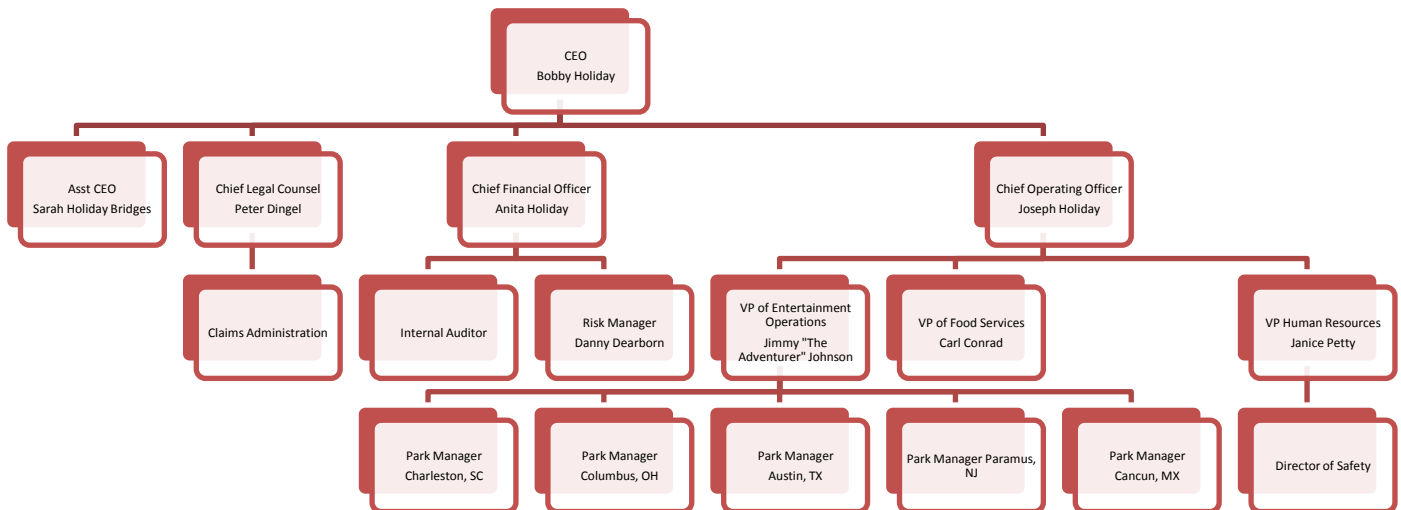 CEO
Bobby Holiday
Asst CEO
Sarah Holiday Bridges
Chief Legal Counsel
Peter Dingel
Chief Financial Officer
Anita Holiday
Chief Operating Officer
Joseph Holiday
Claims Administration
Internal Auditor
Risk Manager
Danny Dearborn
VP of Entertainment
Operations
Jimmy "The
Adventurer" Johnson
VP of Food Services
Carl Conrad
VP Human Resources
Janice Petty
Park Manager
Charleston, SC
Park Manager
Columbus, OH
Park Manager
Austin, TX
Park Manager Paramus,
NJ
Park Manager
Cancun, MX
Director of Safety